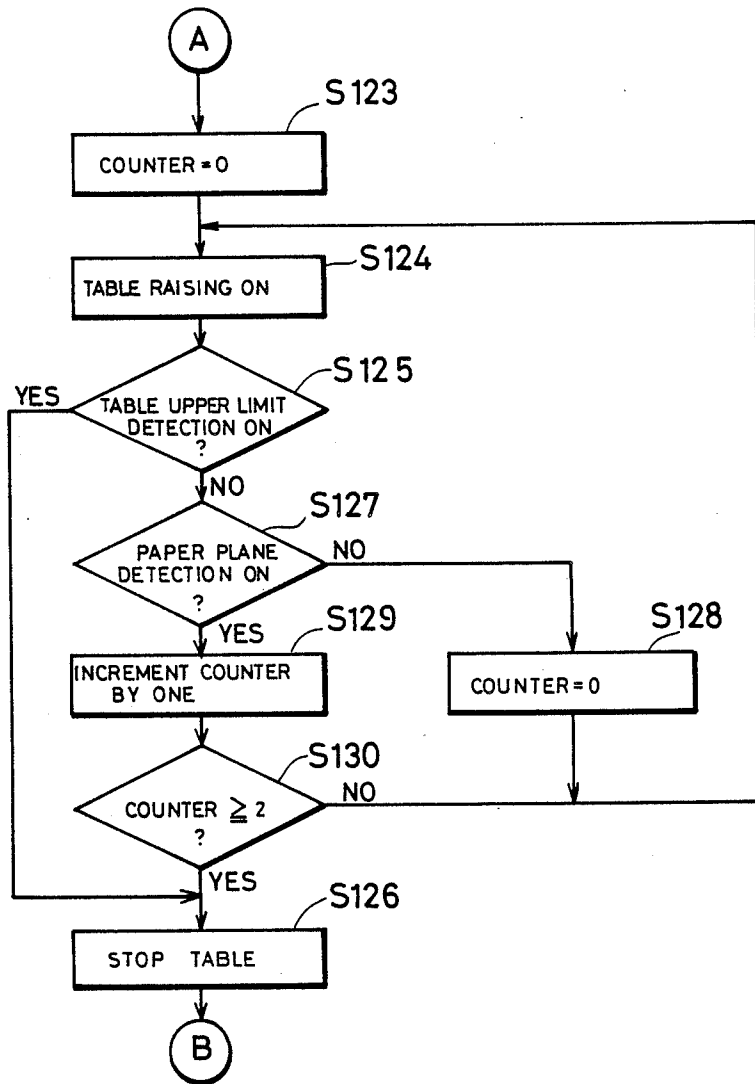 A
S123
COUNTER = 0
S124
TABLE RAISING ON
S125
YES
TABLE UPPER LIMIT
DETECTION ON
?
NO
S127
PAPER PLANE
DETECTION ON
?
NO
YES
S129
S128
INCREMENT COUNTER
BY ONE
COUNTER = 0
S130
COUNTER ≧ 2
?
NO
YES
S126
STOP TABLE
B